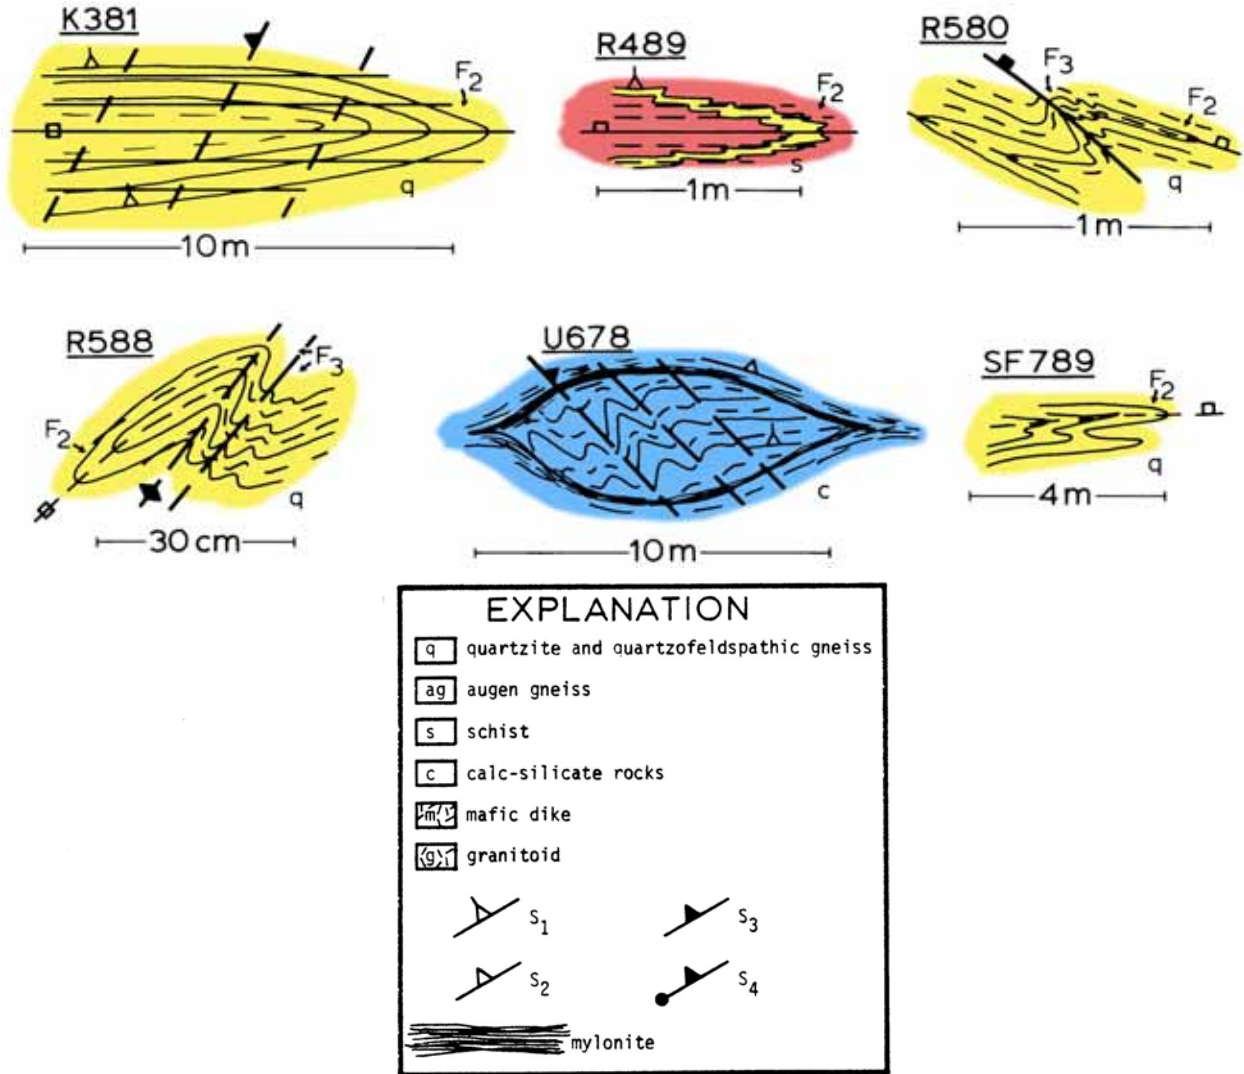 K381
F2
q
10m
R489
F2
s
1m
R580
F3
F2
q
1m
R588
F3
F2
q
30 cm
U678
c
10m
SF789
F2
q
4m
EXPLANATION
q quartzite and quartzofeldspathic gneiss
ag augen gneiss
s schist
c calc-silicate rocks
m mafic dike
g granitoid
S1 S3
S2 S4
mylonite